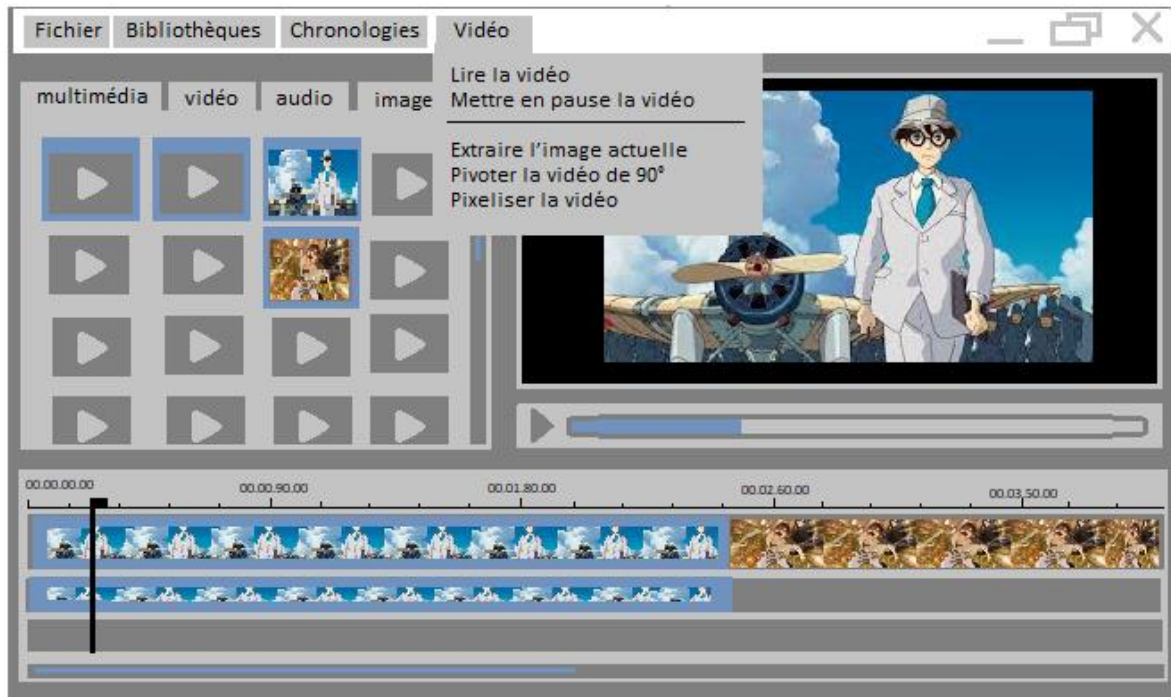 Fichier Bibliothèques Chronologies Vidéo
Lire la vidéo
Mettre en pause la vidéo
Extraire l’image actuelle
Pivoter la vidéo de 90°
Pixeliser la vidéo
multimédia vidéo audio image
00.00.00.00 00.00.90.00 00.01.80.00 00.02.60.00 00.03.50.00